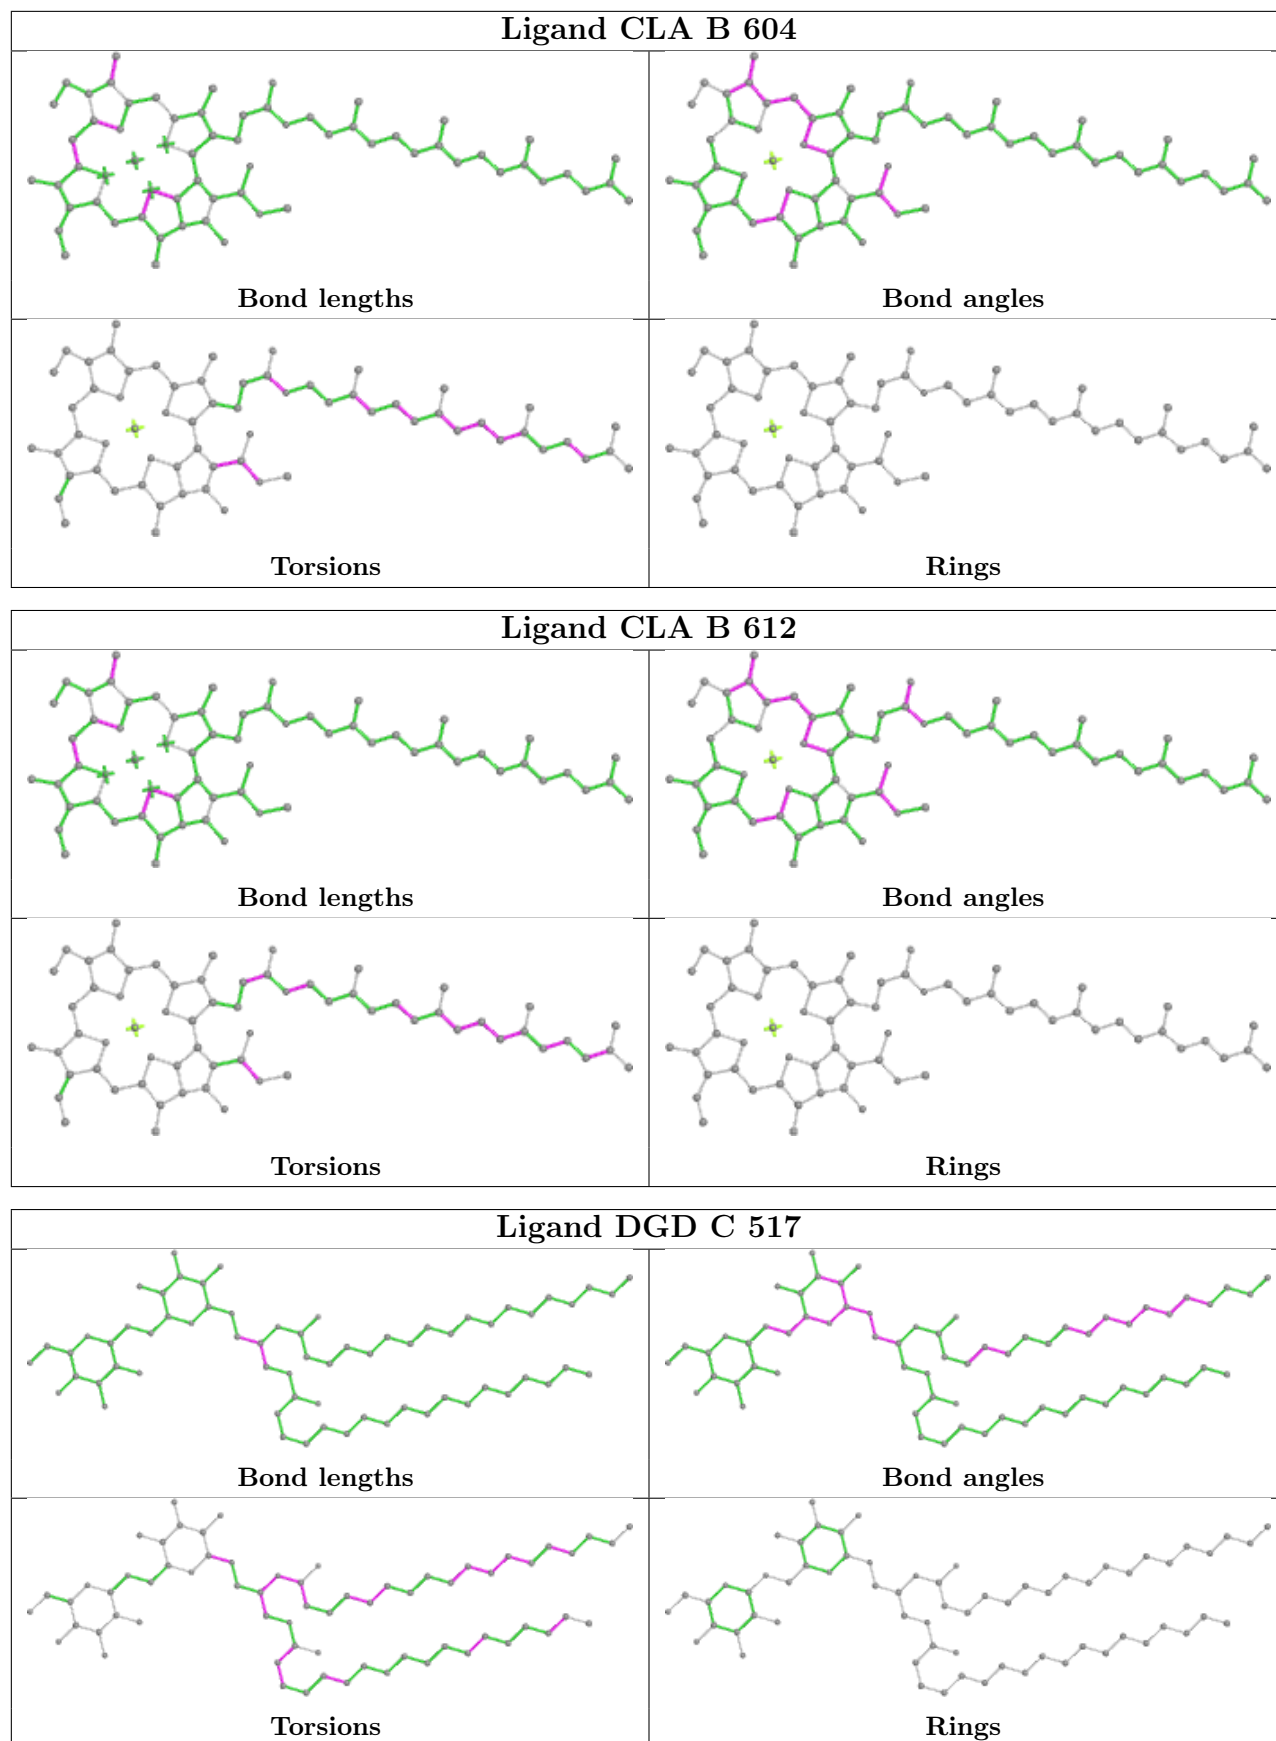 Ligand CLA B 604
Bond lengths
Bond angles
Torsions
Rings
Ligand CLA B 612
Bond lengths
Bond angles
Torsions
Rings
Ligand DGD C 517
Bond lengths
Bond angles
Torsions
Rings